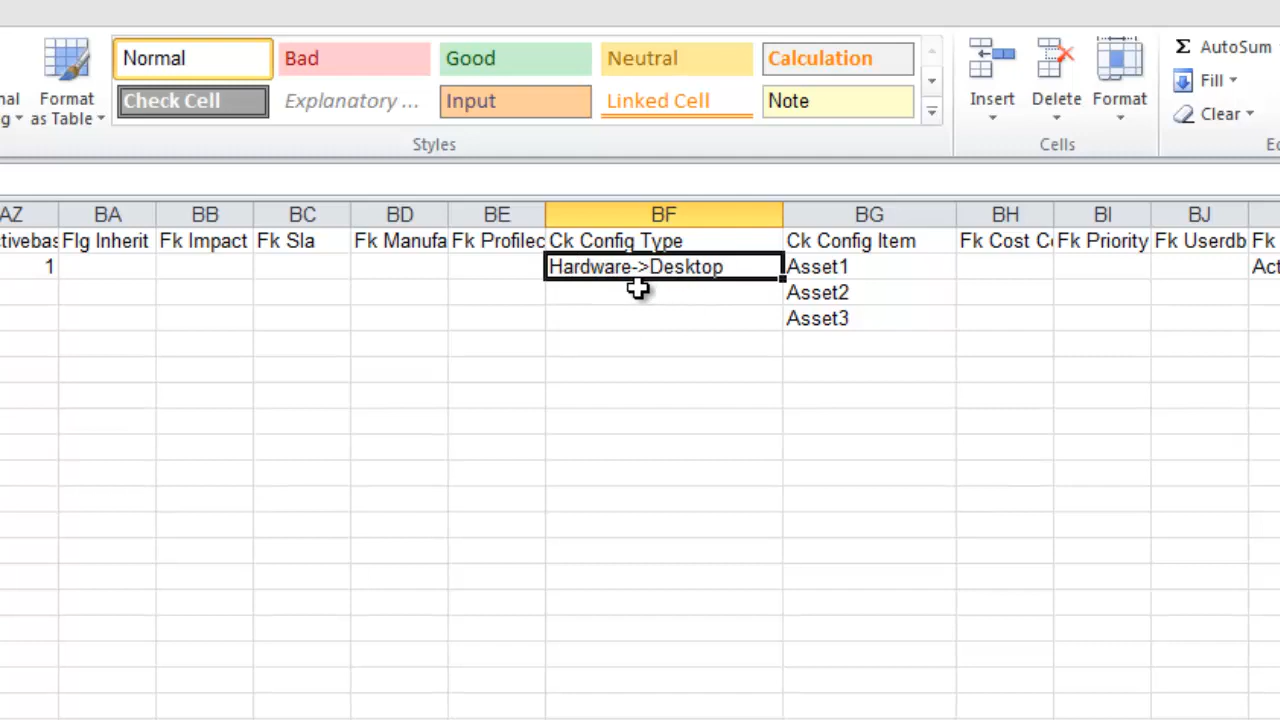 Normal Bad Good Neutral Calculation
Check Cell Explanatory ... Input Linked Cell Note
Format
as Table
Insert Delete Format
Σ AutoSum
Fill
Clear
Styles
Cells
AZ BA BB BC BD BE BF BG BH BI BJ
Flg Inherit Fk Impact Fk Sla Fk Manufa Fk Profilec Ck Config Type Ck Config Item Fk Cost Fk Priority Fk Userdb Fk
1 Hardware->Desktop Asset1 Act
Asset2
Asset3